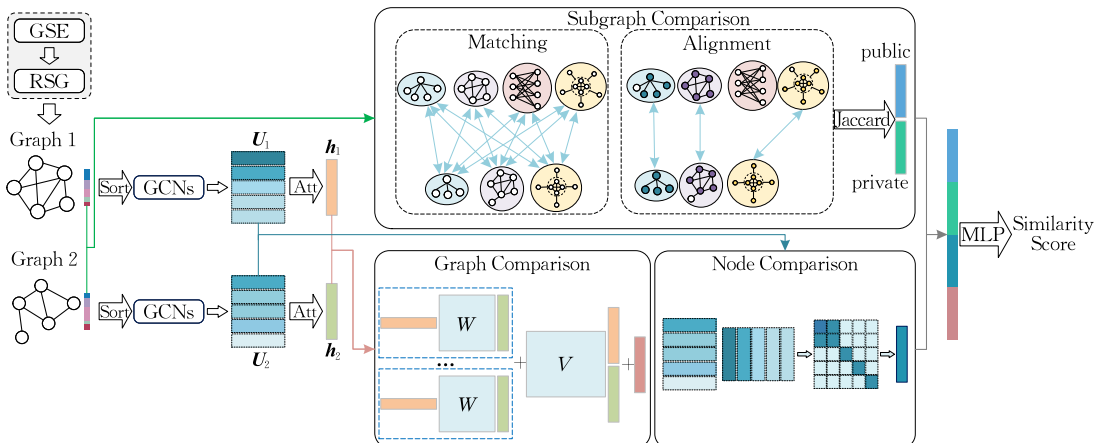 GSE
RSG
Graph 1
Sort
GCNs
U1
Att
h1
Graph 2
Sort
GCNs
U2
Att
h2
Subgraph Comparison
Matching
Alignment
Jaccard
public
private
Graph Comparison
W
...
W
+
V
+
Node Comparison
MLP
Similarity
Score